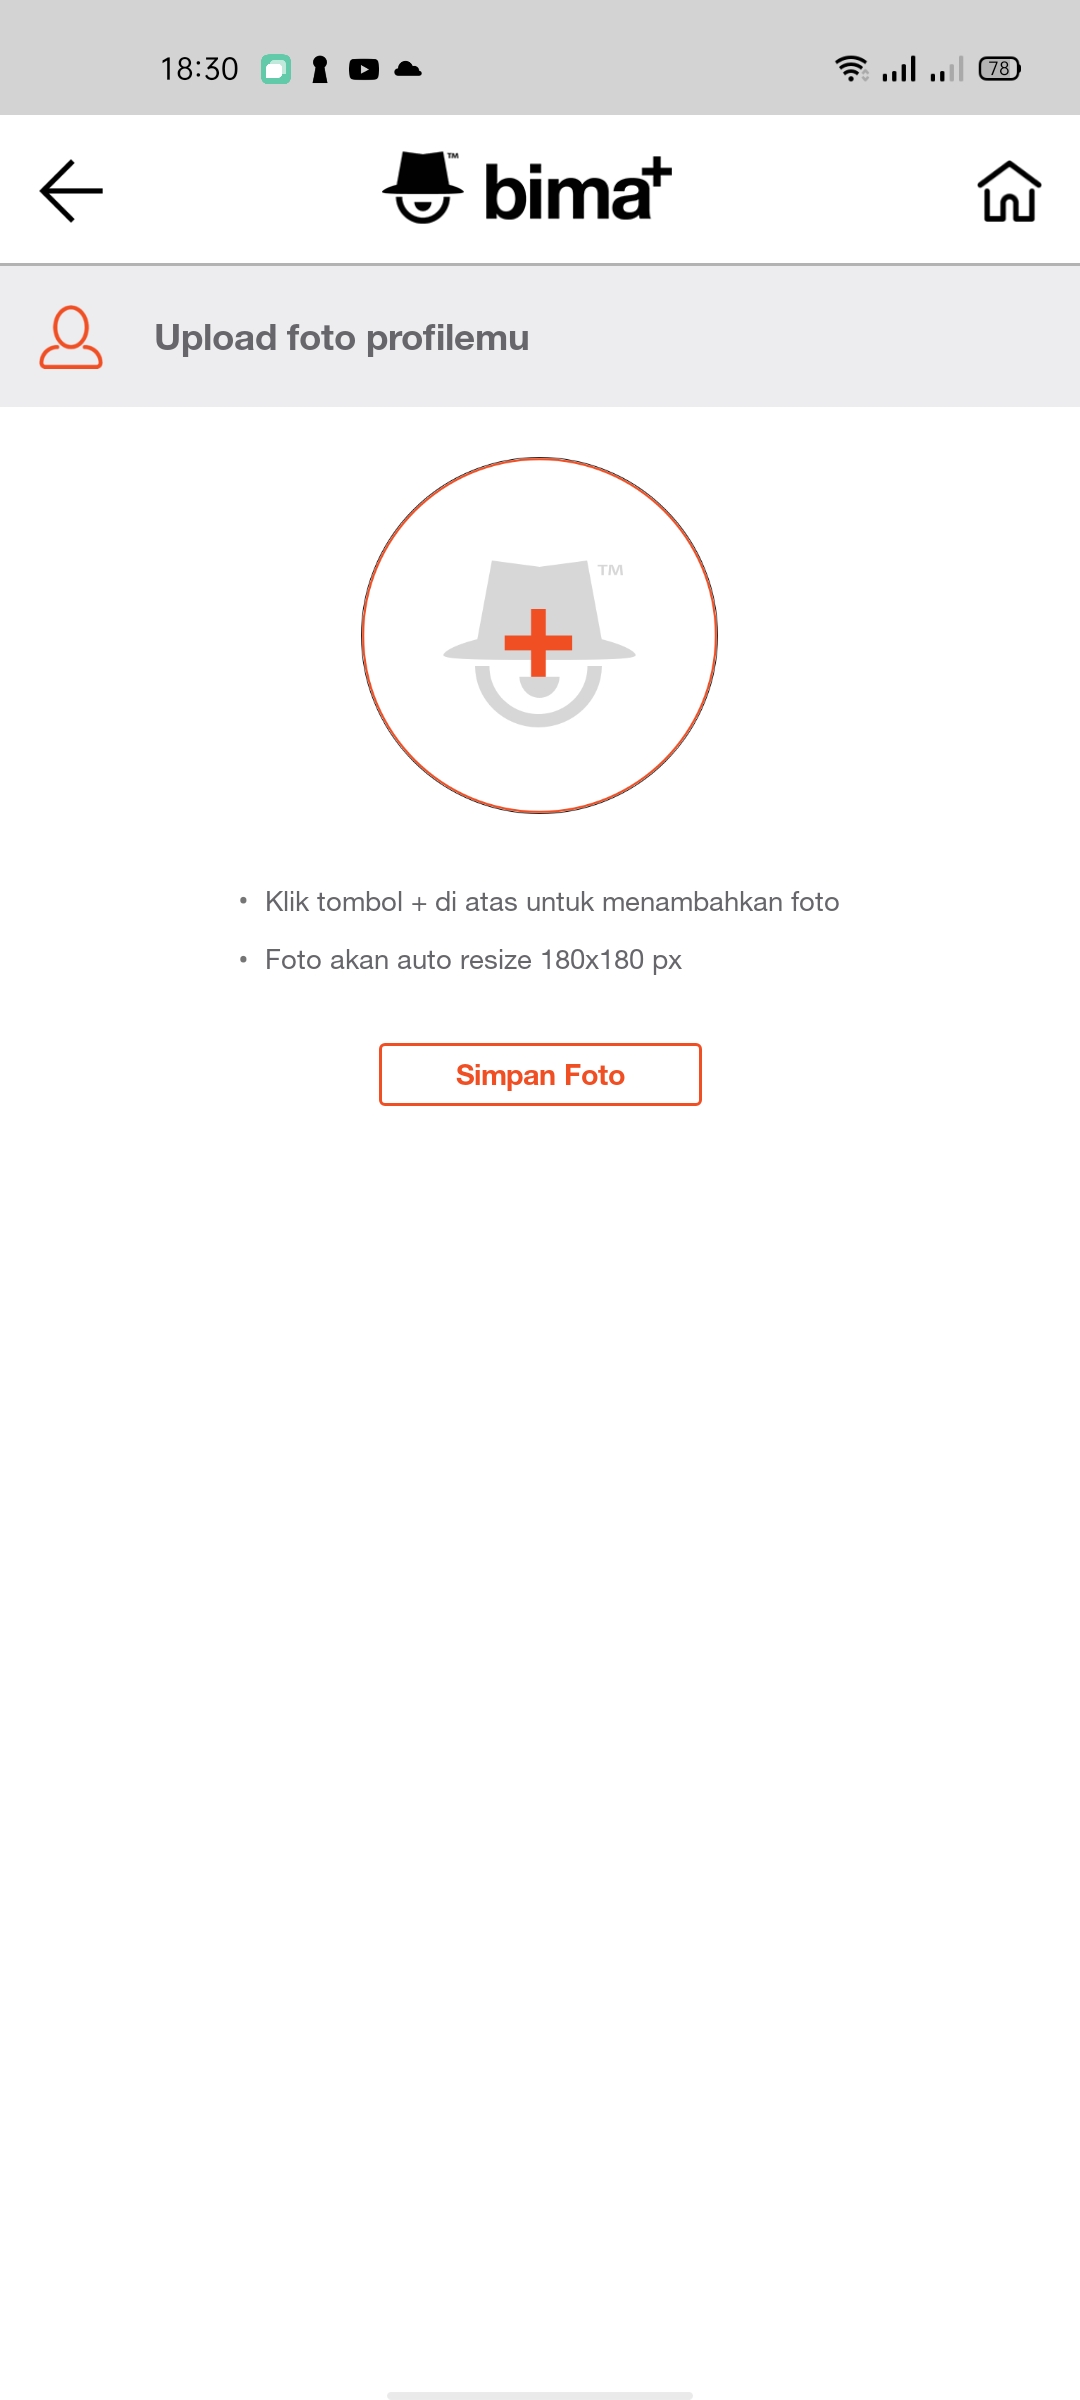 18:30
78
bima+
™
Upload foto profilemu
TM
• Klik tombol + di atas untuk menambahkan foto
• Foto akan auto resize 180x180 px
Simpan Foto